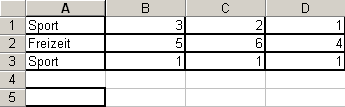 A B C D
1 Sport 3 2 1
2 Freizeit 5 6 4
3 Sport 1 1 1
4
5